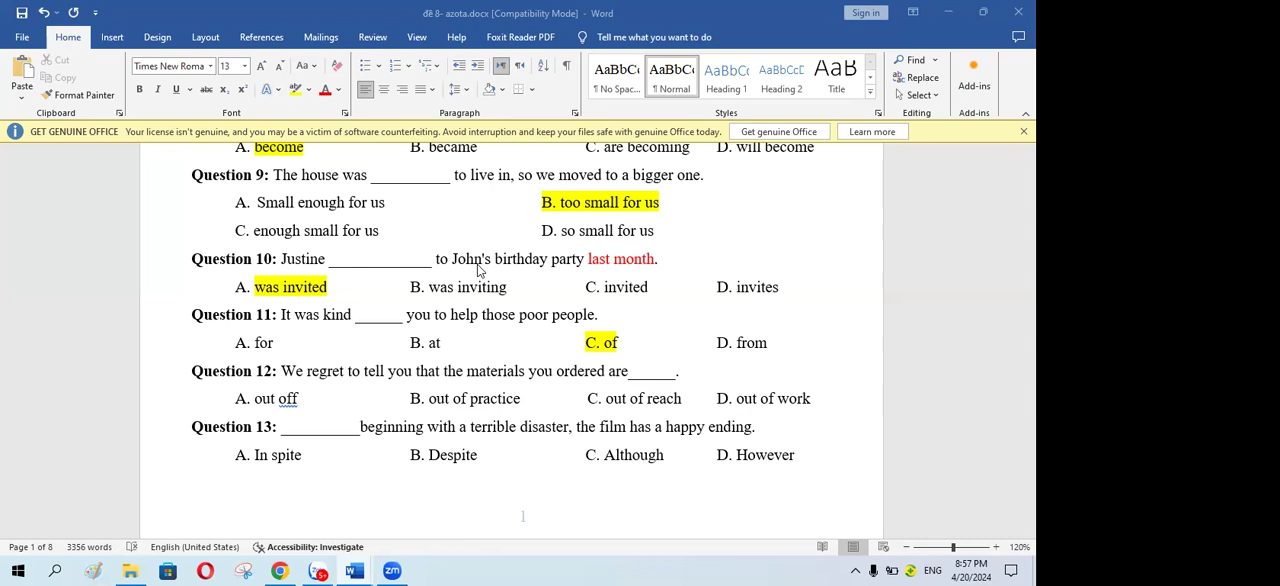 đề 8- azota.docx [Compatibility Mode] - Word
Sign in
File Home Insert Design Layout References Mailings Review View Help Foxit Reader PDF Tell me what you want to do
Paste
Cut
Copy
Format Painter
Clipboard
Times New Roma 13
Font
Paragraph
AaBbC AaBbC AaBbC AaBbCcD AaB
¶ No Spac... ¶ Normal Heading 1 Heading 2 Title
Styles
Find
Replace
Select
Editing
Add-ins
Add-ins
GET GENUINE OFFICE Your license isn't genuine, and you may be a victim of software counterfeiting. Avoid interruption and keep your files safe with genuine Office today. Get genuine Office Learn more
A. become B. became C. are becoming D. will become
Question 9: The house was __________ to live in, so we moved to a bigger one.
A. Small enough for us B. too small for us
C. enough small for us D. so small for us
Question 10: Justine _____________ to John's birthday party last month.
A. was invited B. was inviting C. invited D. invites
Question 11: It was kind ______ you to help those poor people.
A. for B. at C. of D. from
Question 12: We regret to tell you that the materials you ordered are______.
A. out off B. out of practice C. out of reach D. out of work
Question 13: __________beginning with a terrible disaster, the film has a happy ending.
A. In spite B. Despite C. Although D. However
1
Page 1 of 8 3356 words English (United States) Accessibility: Investigate 120%
ENG 8:57 PM
4/20/2024